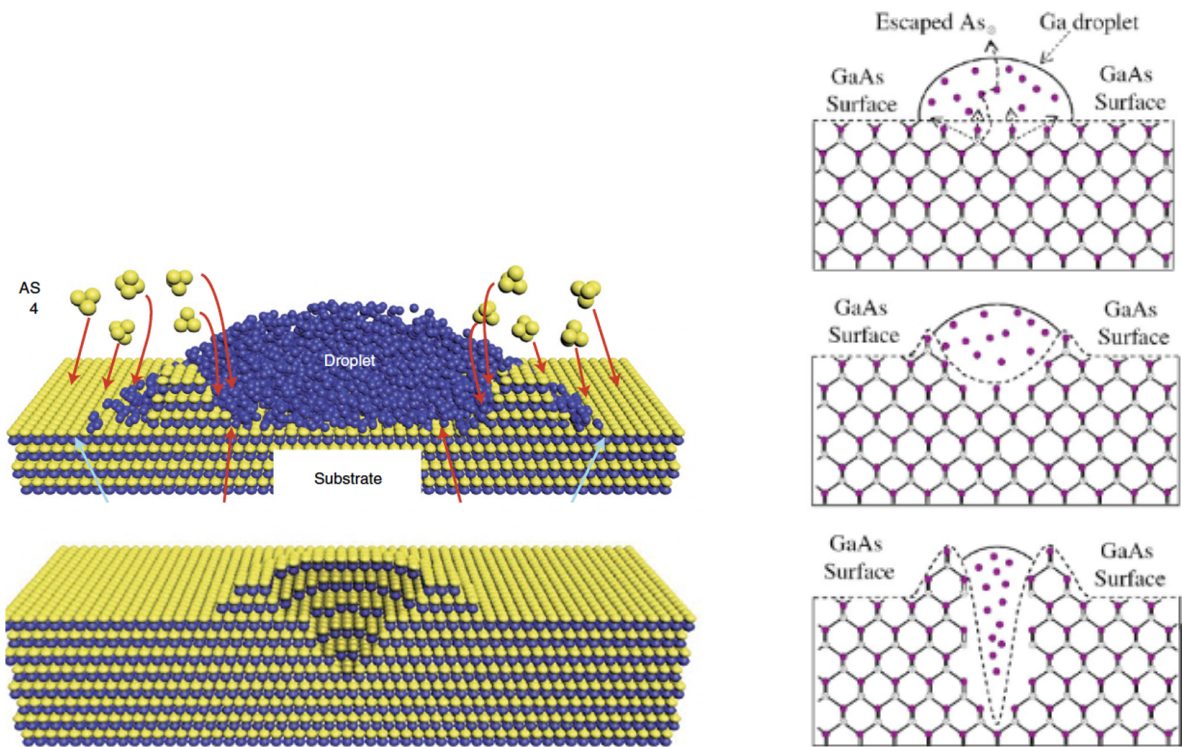 AS
4
Droplet
Substrate
Escaped As
Ga droplet
GaAs
Surface
GaAs
Surface
GaAs
Surface
GaAs
Surface
GaAs
Surface
GaAs
Surface